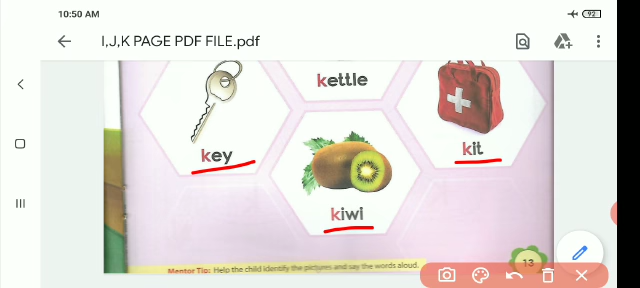 10:50 AM
92
I,J,K PAGE PDF FILE.pdf
kettle
key
kit
kiwi
13
Mentor Tip: Help the child identify the pictures and say the words aloud.